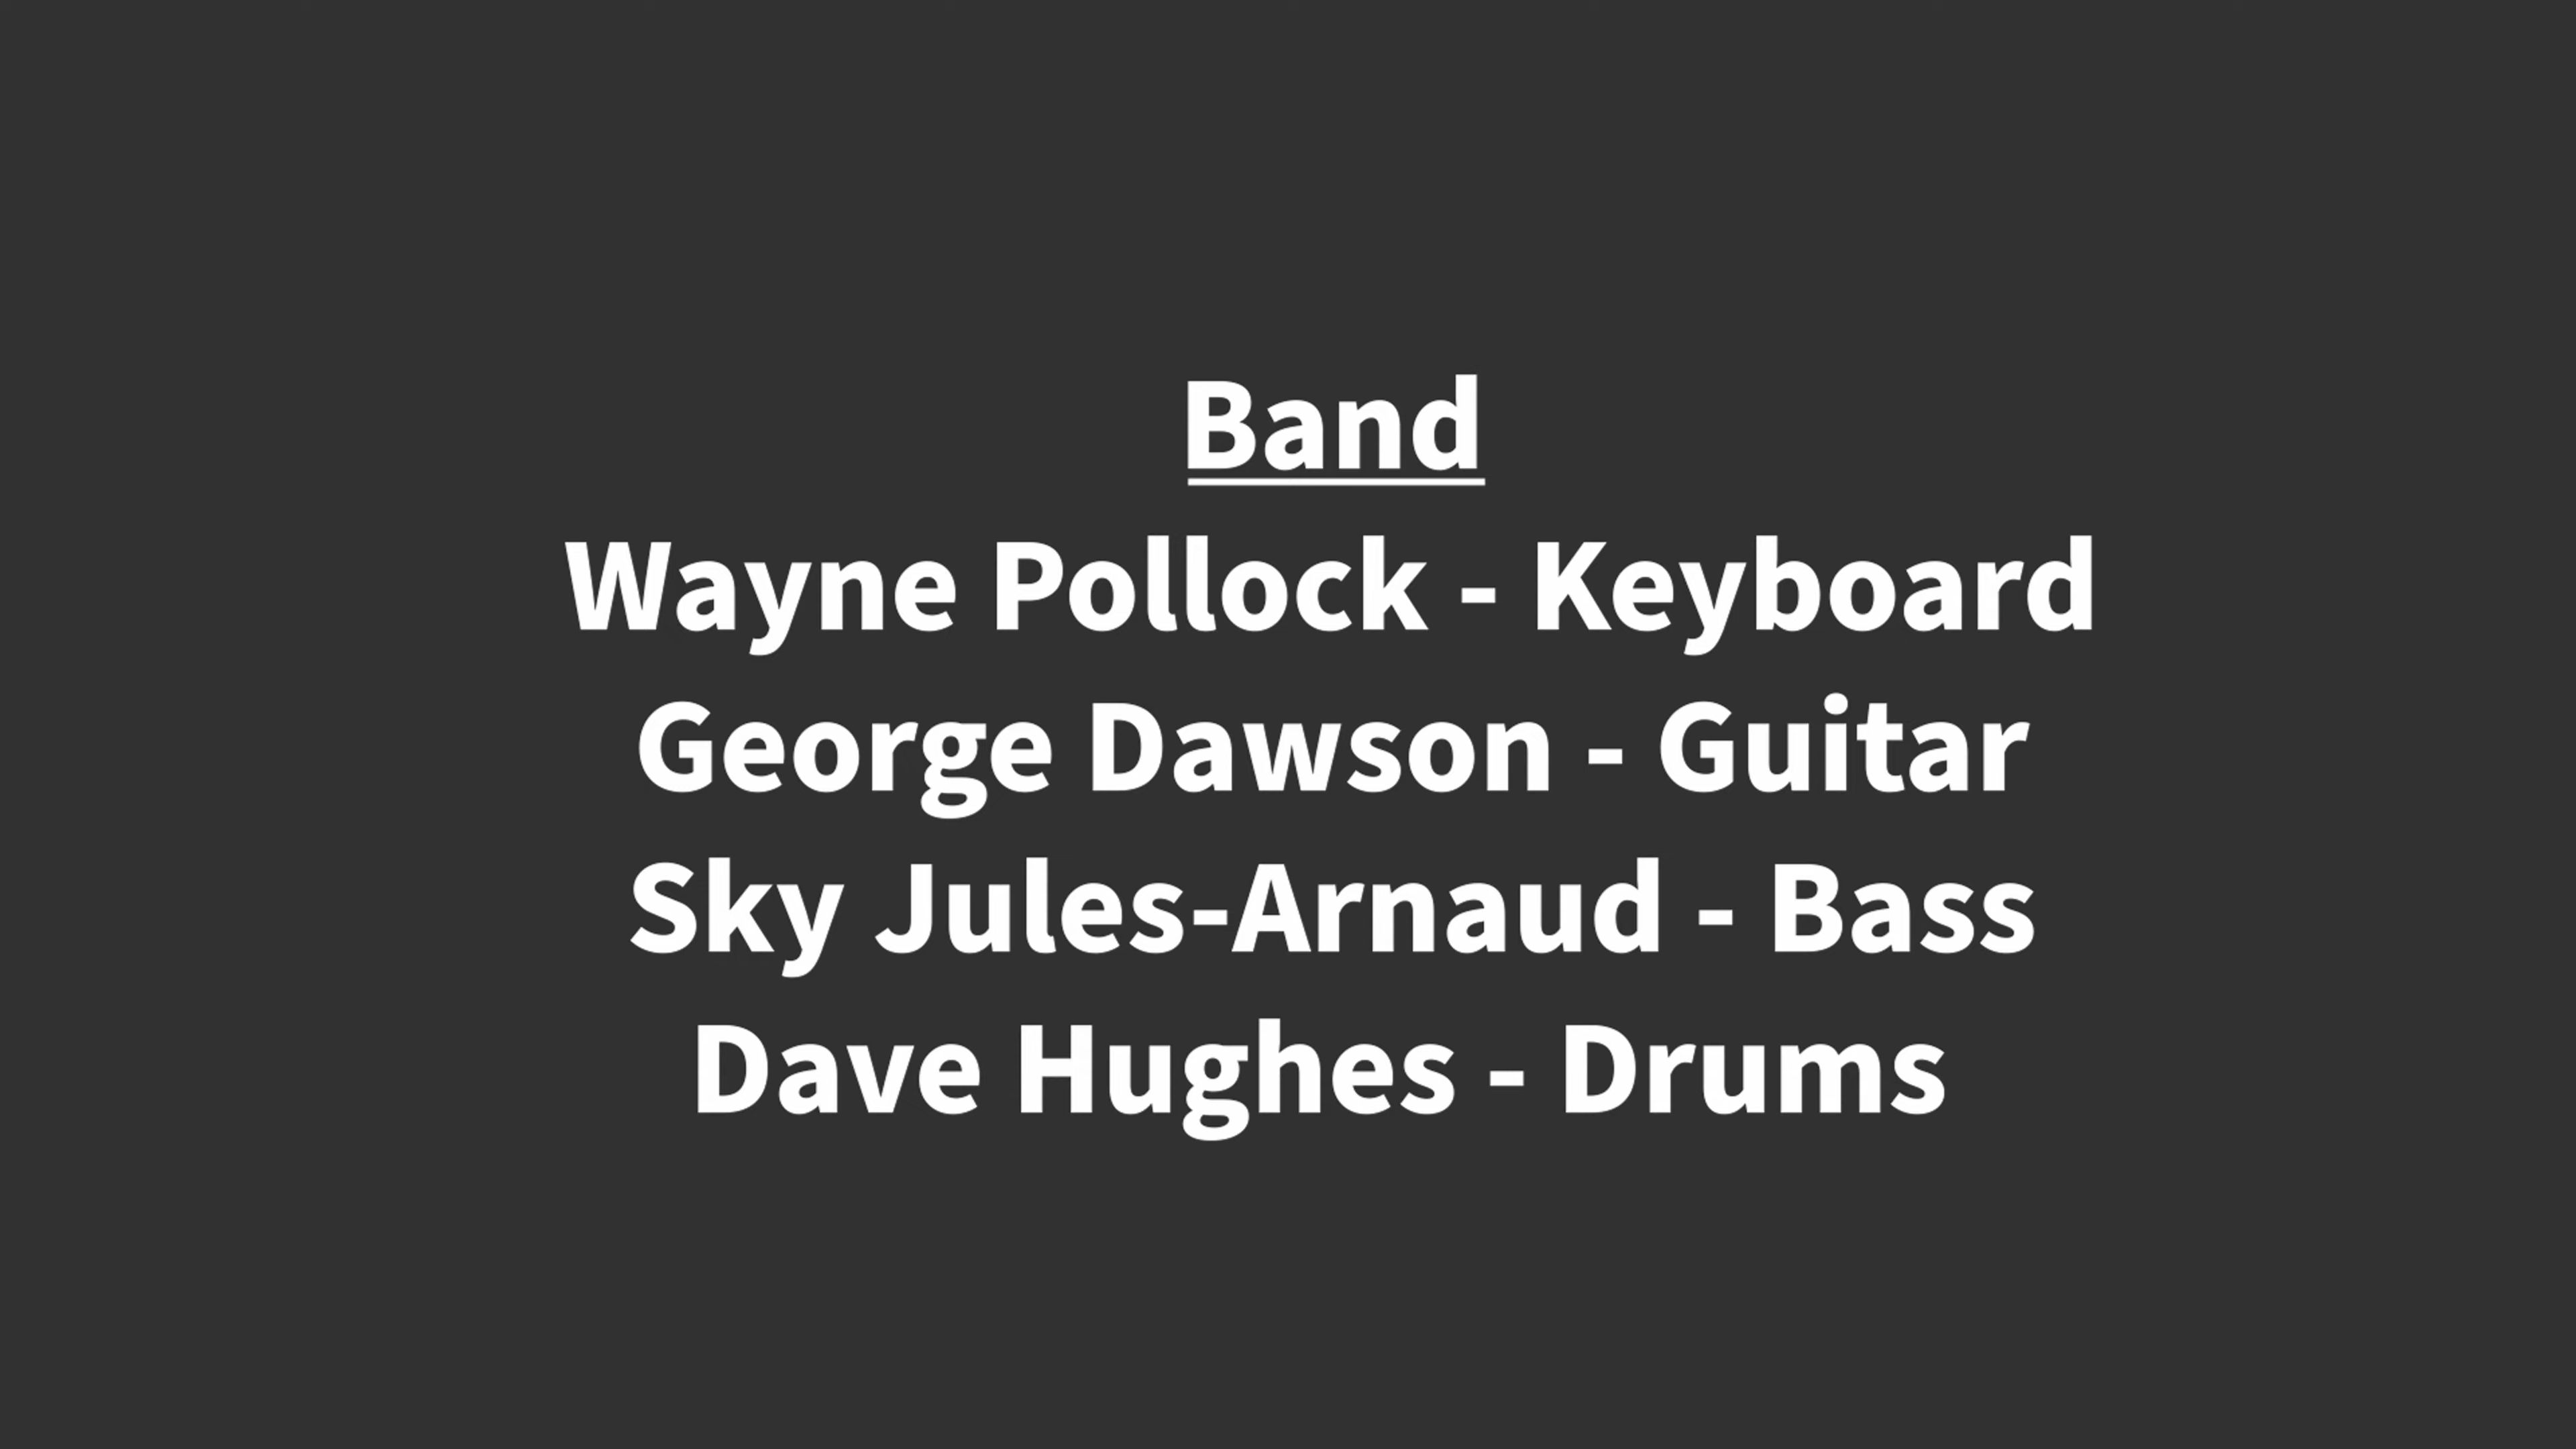 Band
Wayne Pollock - Keyboard
George Dawson - Guitar
Sky Jules-Arnaud - Bass
Dave Hughes - Drums